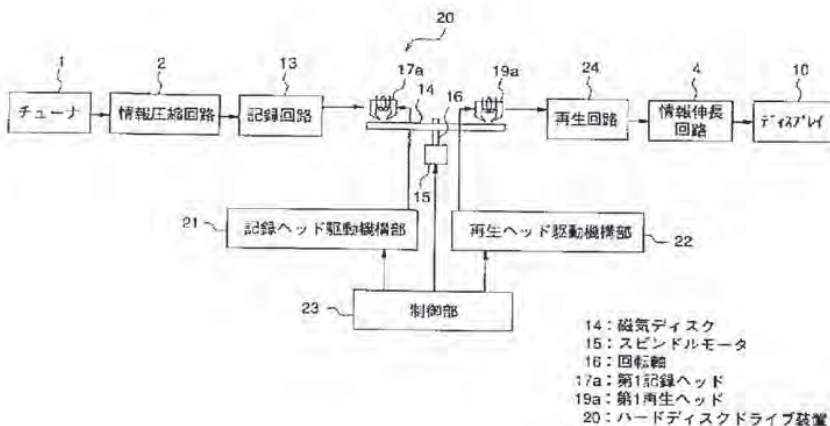 20
1
2
13
17a
14
16
19a
24
4
10
チューナ
情報圧縮回路
記録回路
再生回路
情報伸長
回路
ディスプレイ
15
21
記録ヘッド駆動機構部
再生ヘッド駆動機構部
22
23
制御部
14：磁気ディスク
15：スピンドルモータ
16：回転軸
17a：第1記録ヘッド
19a：第1再生ヘッド
20：ハードディスクドライブ装置